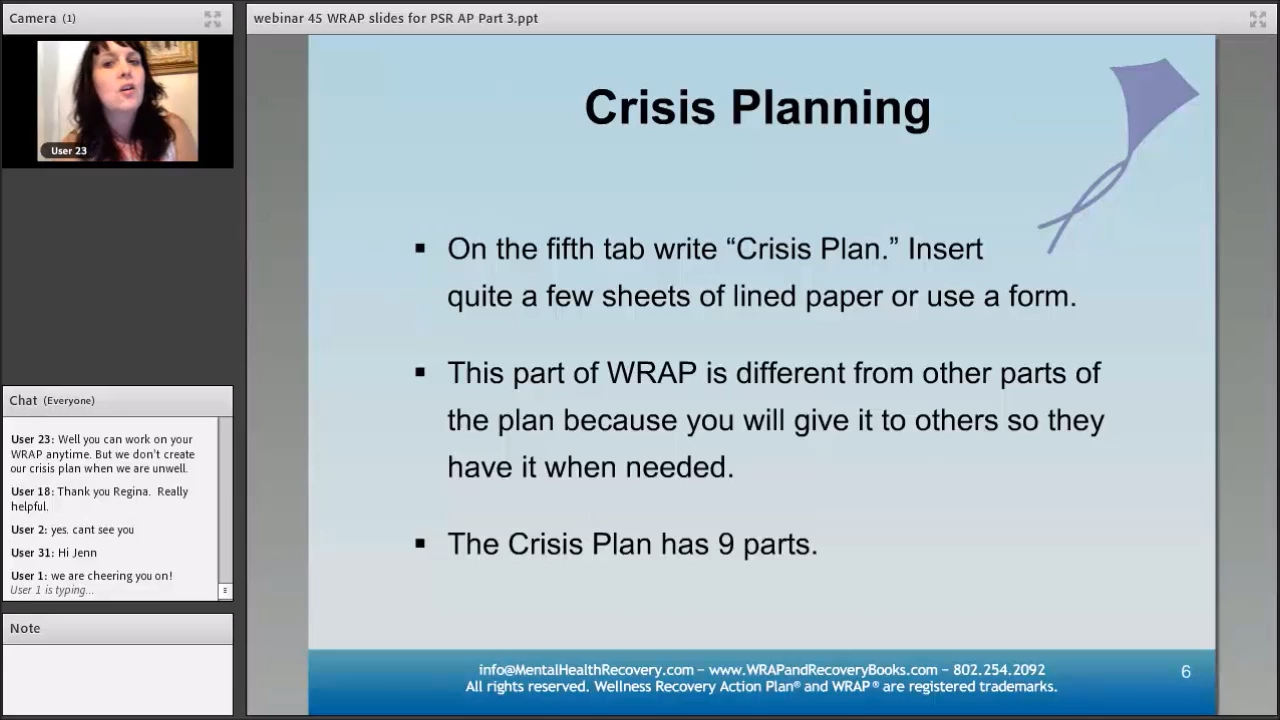 Camera (1)
User 23
Chat (Everyone)
User 23: Well you can work on your
WRAP anytime. But we don't create
our crisis plan when we are unwell.
User 18: Thank you Regina. Really
helpful.
User 2: yes. cant see you
User 31: Hi Jenn
User 1: we are cheering you on!
User 1 is typing...
Note
webinar 45 WRAP slides for PSR AP Part 3.ppt
Crisis Planning
▪ On the fifth tab write “Crisis Plan.” Insert
quite a few sheets of lined paper or use a form.
▪ This part of WRAP is different from other parts of
the plan because you will give it to others so they
have it when needed.
▪ The Crisis Plan has 9 parts.
info@MentalHealthRecovery.com – www.WRAPandRecoveryBooks.com – 802.254.2092
All rights reserved. Wellness Recovery Action Plan® and WRAP® are registered trademarks.
6